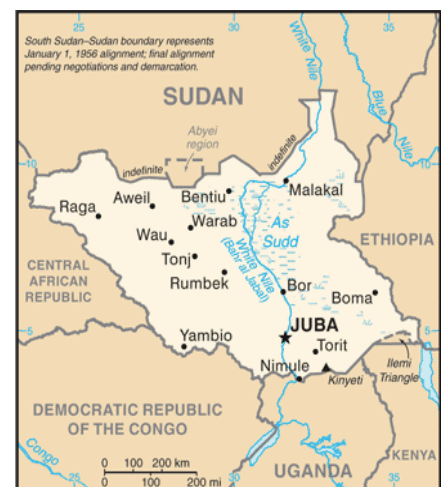 25
30
35
South Sudan–Sudan boundary represents
January 1, 1956 alignment; final alignment
pending negotiations and demarcation.
White Nile
Blue
Nile
SUDAN
Abyei
region
10
indefinite
indefinite
10
Bentiu
Malakal
Aweil
Raga
Warab
As
Sudd
Wau
ETHIOPIA
Tonj
White Nile
(Bahr al Jabal)
CENTRAL
AFRICAN
REPUBLIC
Rumbek
Bor
Boma
5
JUBA
5
Yambio
Torit
Nimule
Kinyeti
Ilemi
Triangle
DEMOCRATIC REPUBLIC
OF THE CONGO
Congo
KENYA
0 100 200 km
0 100 200 mi
UGANDA
25
30
35